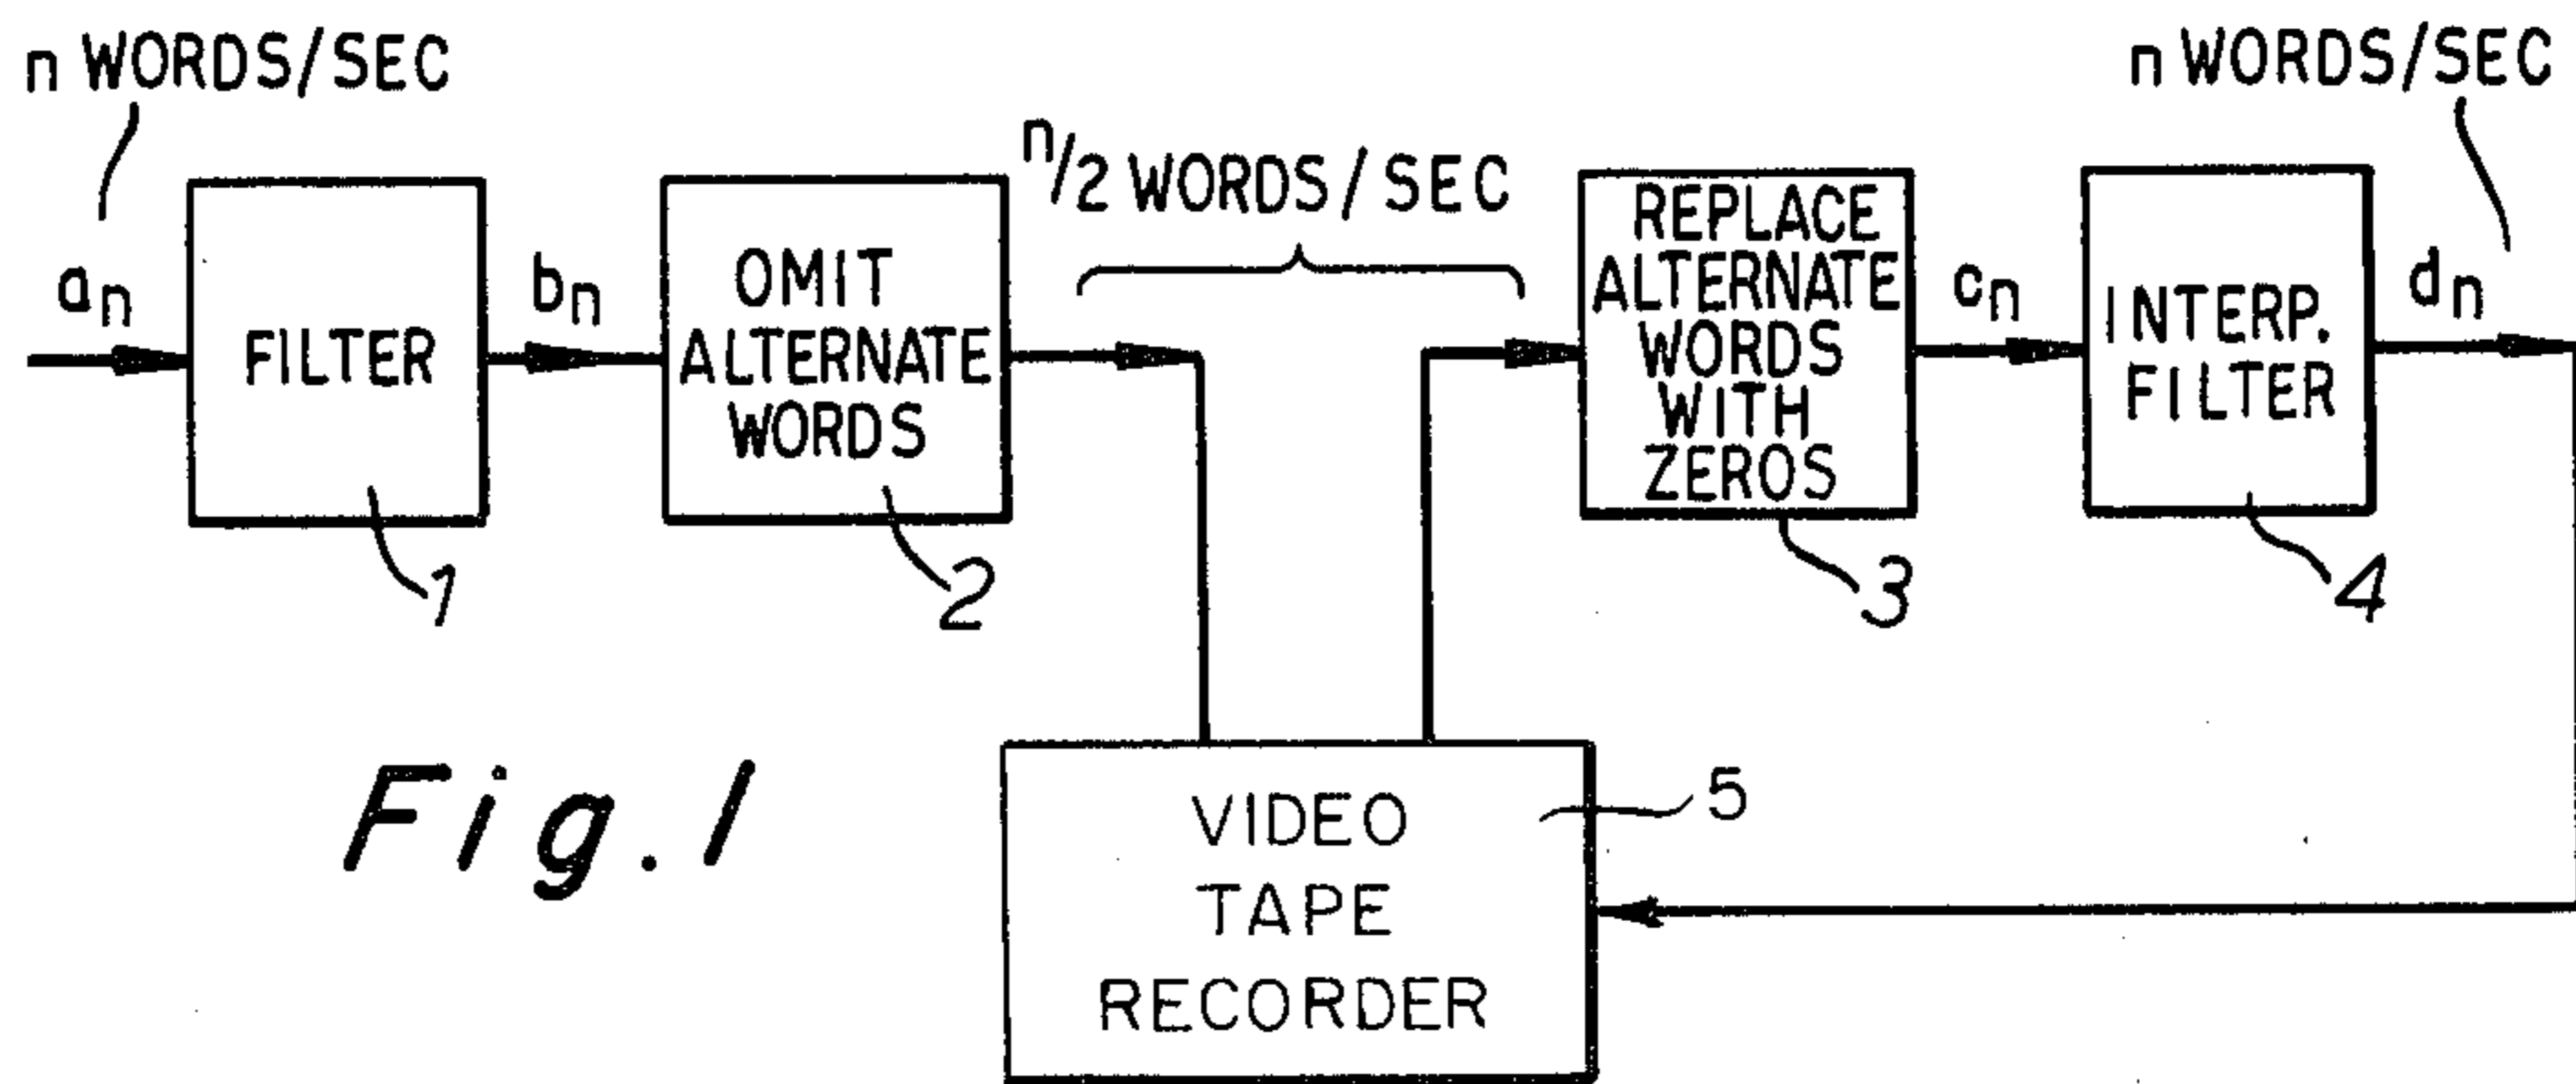 n WORDS/SEC
n WORDS/SEC
n/2 WORDS/SEC
an
FILTER
1
bn
OMIT
ALTERNATE
WORDS
2
REPLACE
ALTERNATE
WORDS
WITH
ZEROS
3
cn
INTERP.
FILTER
4
dn
VIDEO
TAPE
RECORDER
5
Fig.1